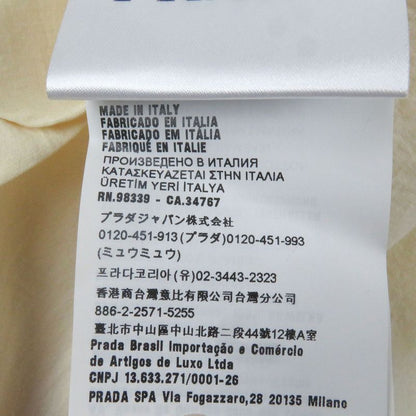 MADE IN ITALY
FABRICADO EN ITALIA
FABRICADO EM ITÁLIA
FABRIQUÉ EN ITALIE
ПРОИЗВЕДЕНО В ИТАЛИЯ
ΚΑΤΑΣΚΕΥΑΖΕΤΑΙ ΣΤΗΝ ΙΤΑΛΙΑ
ÜRETİM YERİ İTALYA
RN.98339 - CA.34767
プラダジャパン株式会社
0120-451-913(プラダ)0120-451-993
(ミュウミュウ)
프라다코리아(유)02-3443-2323
香港商台灣意比有限公司台灣分公司
886-2-2571-5255
臺北市中山區中山北路二段44號12樓A室
Prada Brasil Importação e Comércio
de Artigos de Luxo Ltda
CNPJ 13.633.271/0001-26
PRADA SPA Via Fogazzaro,28 20135 Milano